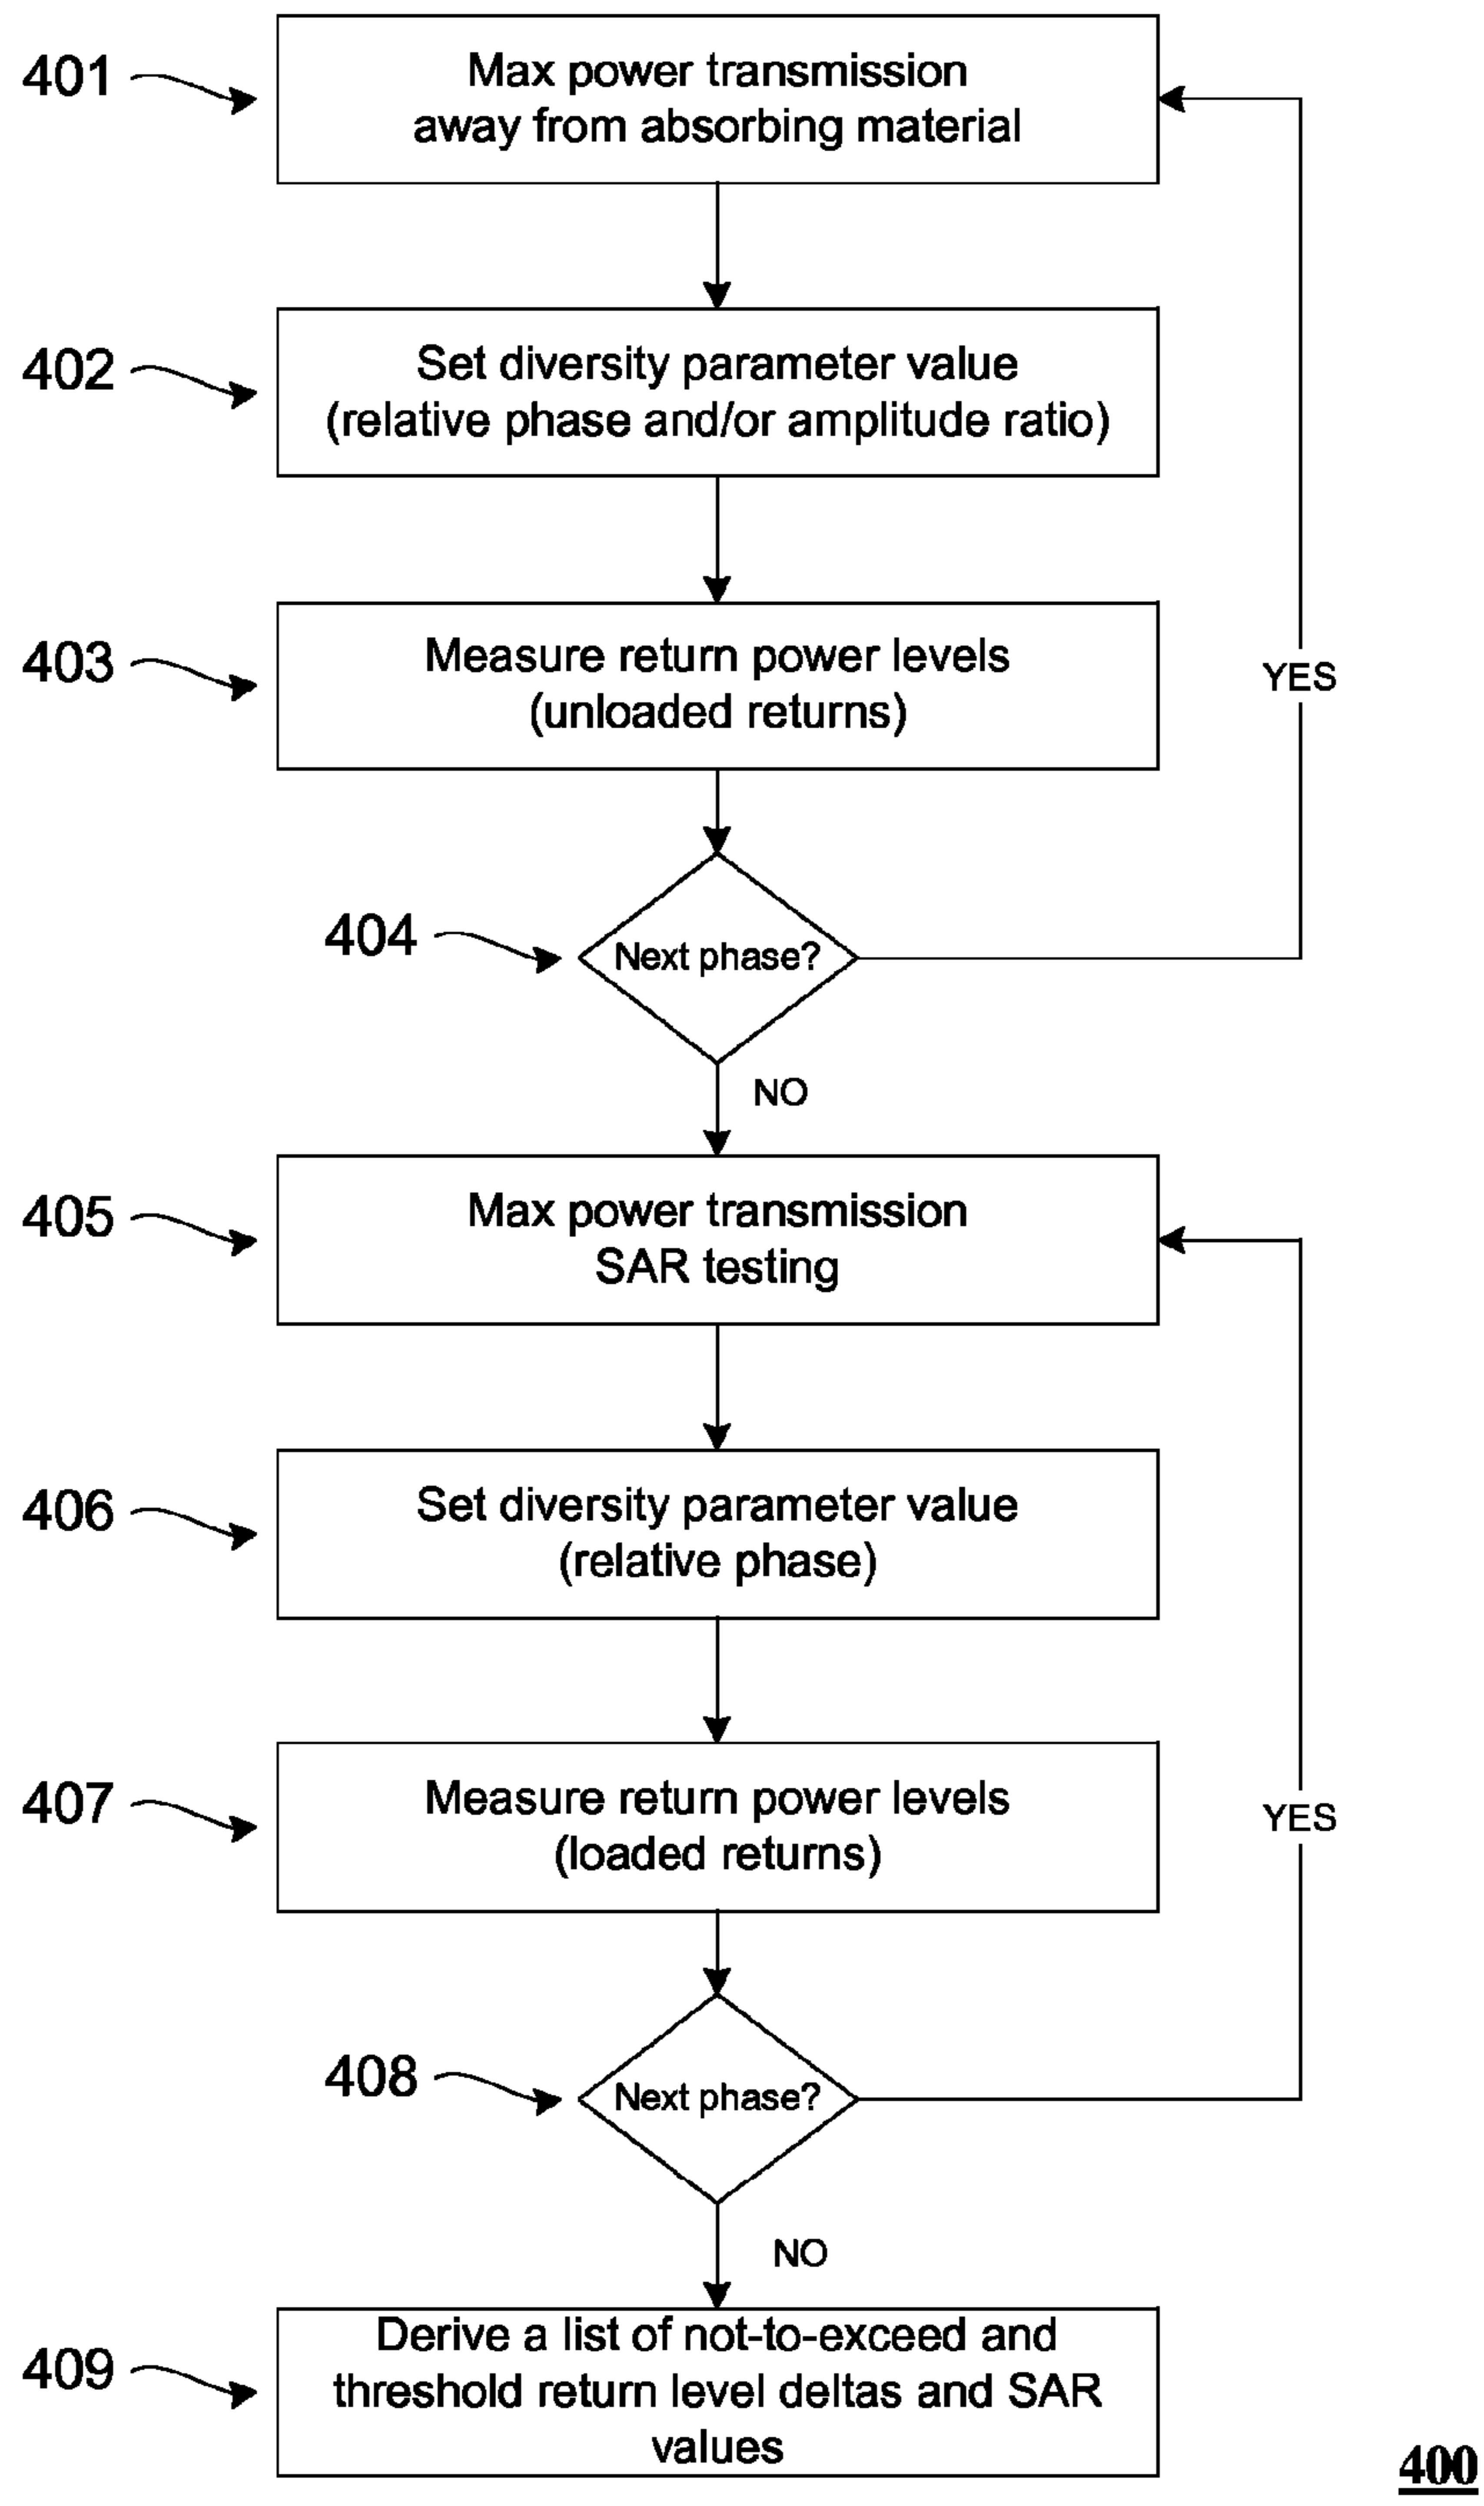 401
Max power transmission
away from absorbing material
402
Set diversity parameter value
(relative phase and/or amplitude ratio)
403
Measure return power levels
(unloaded returns)
YES
404
Next phase?
NO
405
Max power transmission
SAR testing
406
Set diversity parameter value
(relative phase)
407
Measure return power levels
(loaded returns)
YES
408
Next phase?
NO
409
Derive a list of not-to-exceed and
threshold return level deltas and SAR
values
400